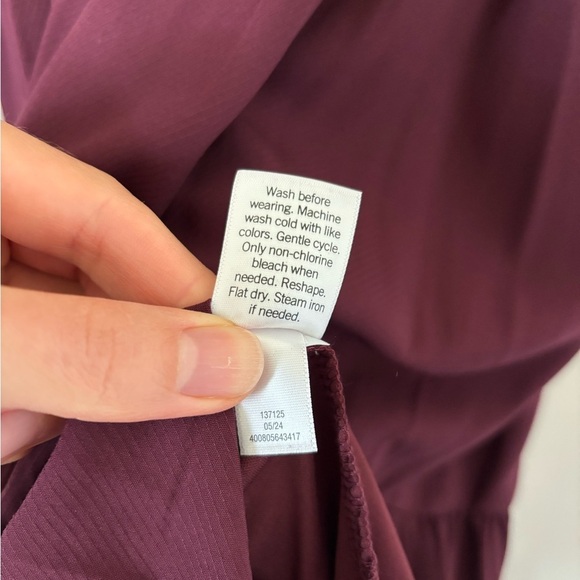 Wash before
wearing. Machine
wash cold with like
colors. Gentle cycle.
Only non-chlorine
bleach when
needed. Reshape.
Flat dry. Steam iron
if needed.
137125
05/24
400805643417